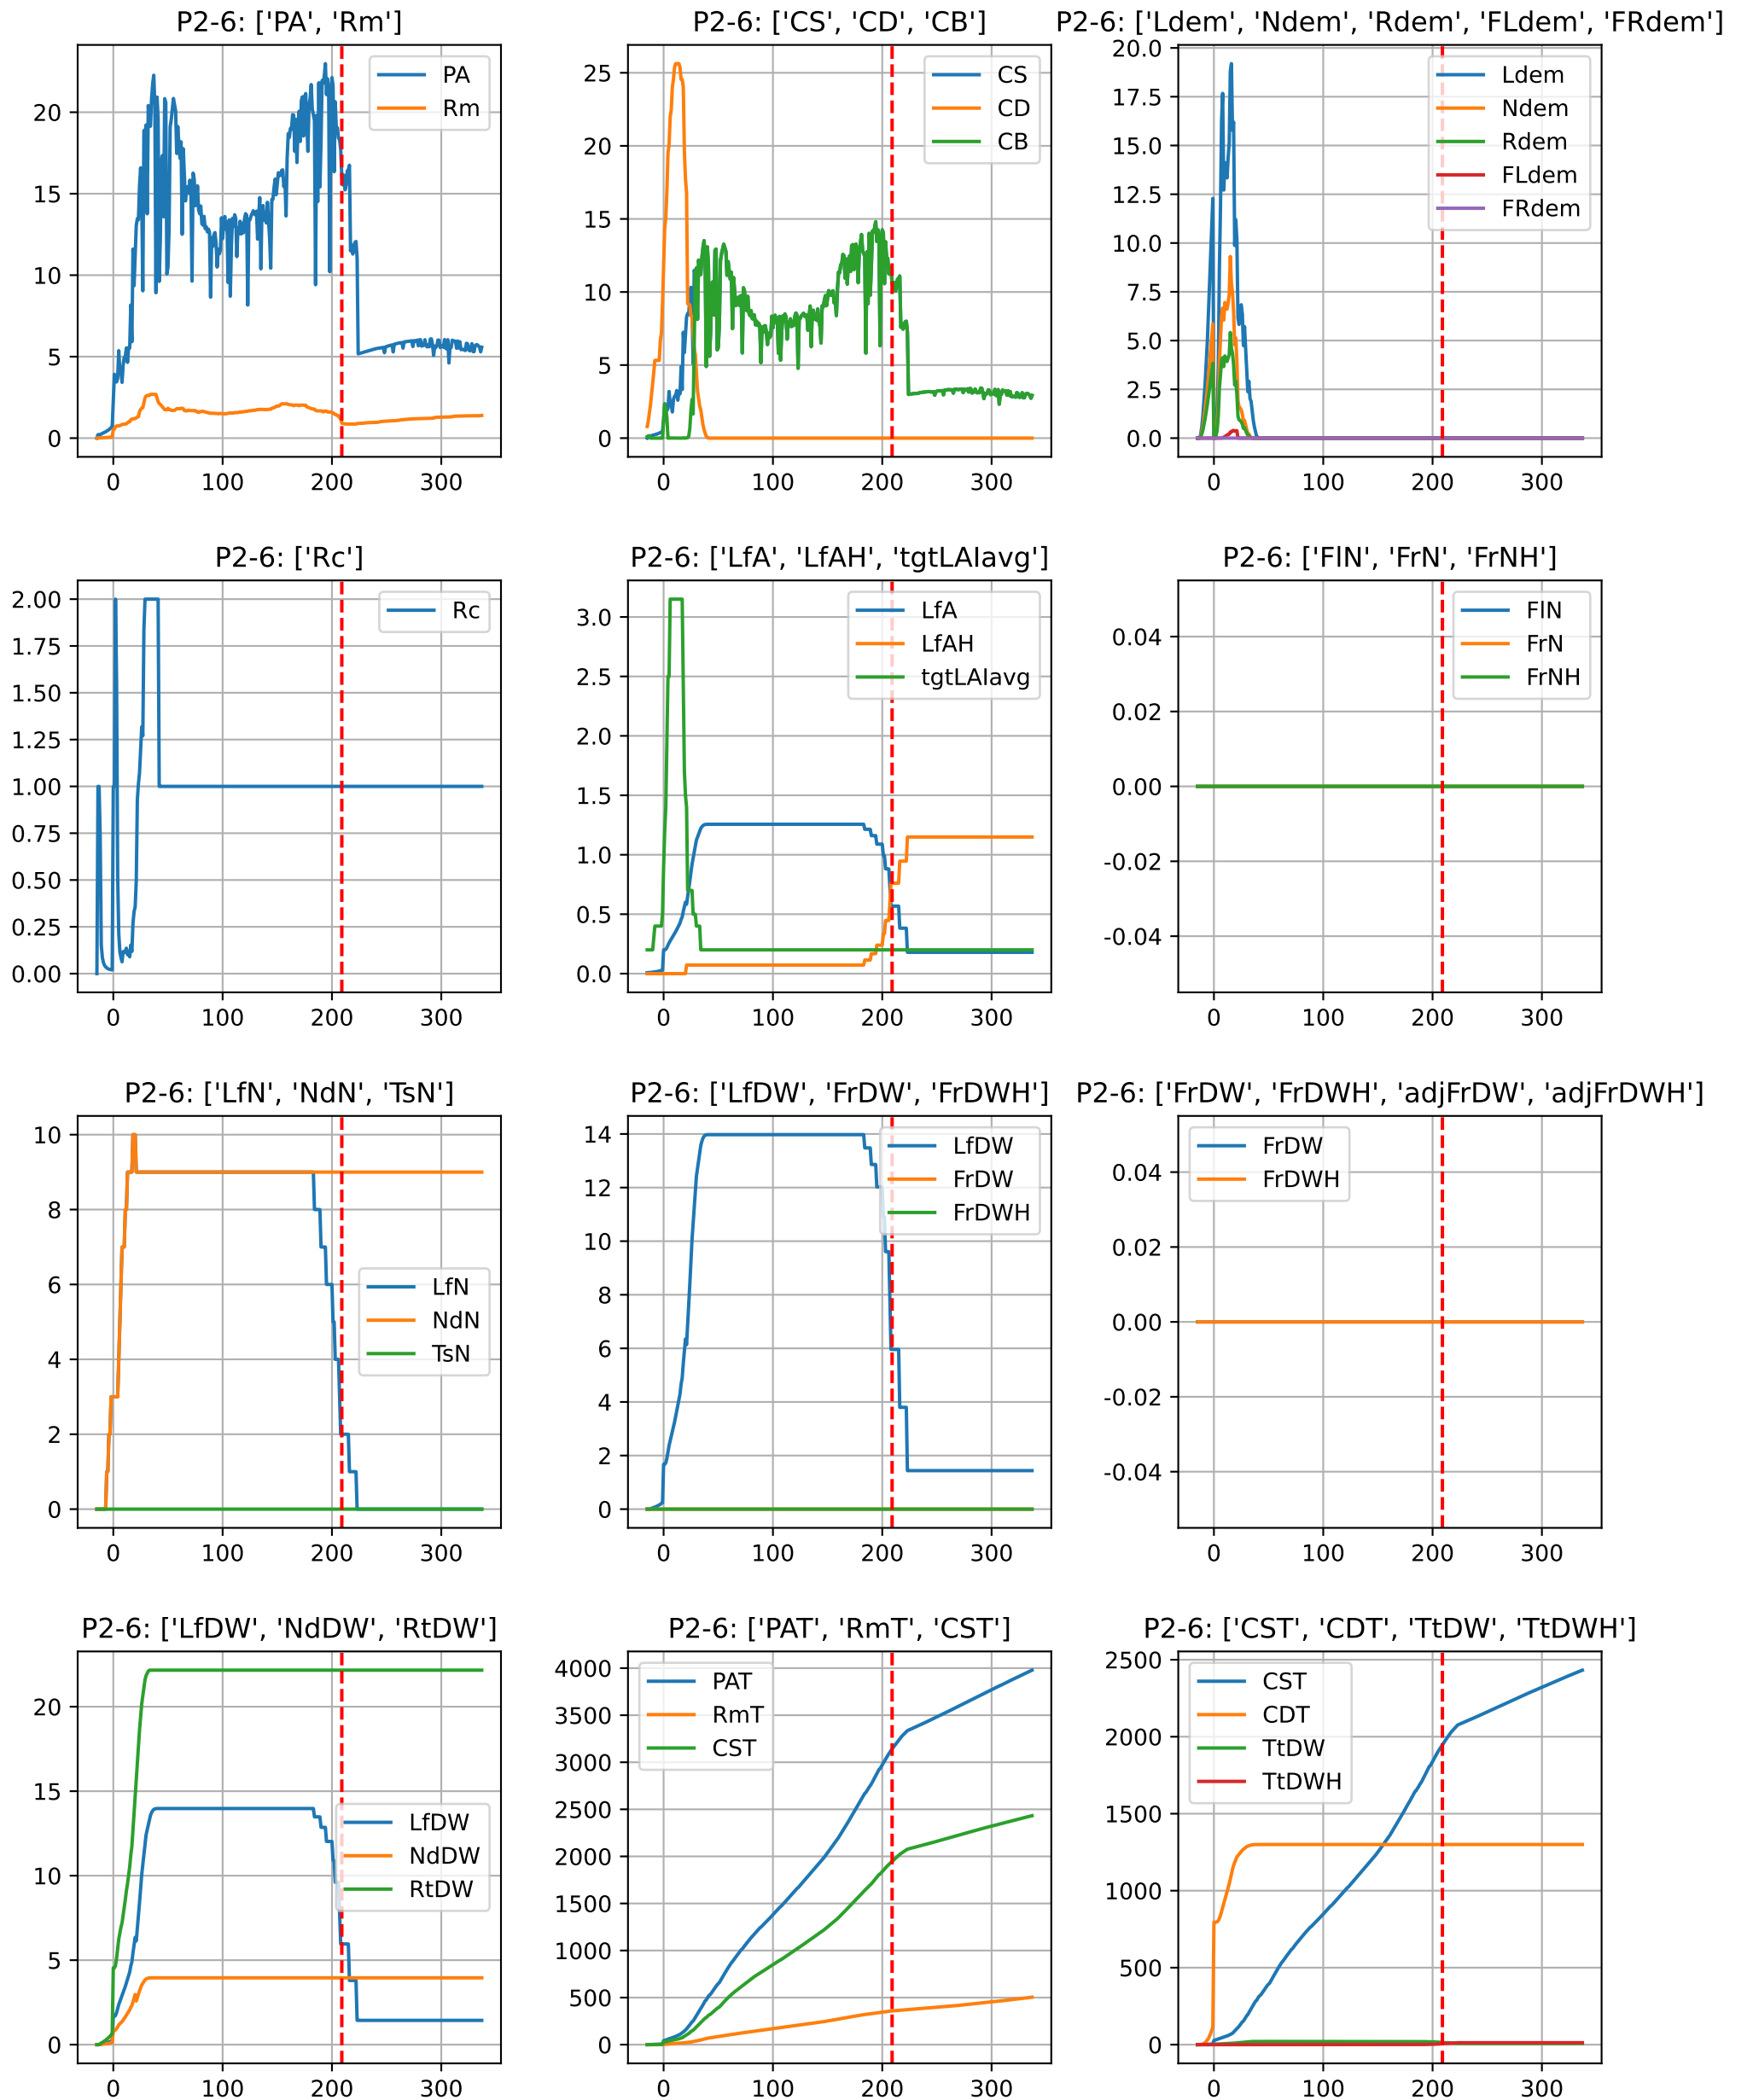 P2-6: ['PA', 'Rm']
PA
Rm
20
15
10
5
0
0 100 200 300
P2-6: ['CS', 'CD', 'CB']
CS
CD
CB
25
20
15
10
5
0
0 100 200 300
P2-6: ['Ldem', 'Ndem', 'Rdem', 'FLdem', 'FRdem']
Ldem
Ndem
Rdem
FLdem
FRdem
20.0
17.5
15.0
12.5
10.0
7.5
5.0
2.5
0.0
0 100 200 300
P2-6: ['Rc']
Rc
2.00
1.75
1.50
1.25
1.00
0.75
0.50
0.25
0.00
0 100 200 300
P2-6: ['LfA', 'LfAH', 'tgtLAIavg']
LfA
LfAH
tgtLAIavg
3.0
2.5
2.0
1.5
1.0
0.5
0.0
0 100 200 300
P2-6: ['FlN', 'FrN', 'FrNH']
FlN
FrN
FrNH
0.04
0.02
0.00
-0.02
-0.04
0 100 200 300
P2-6: ['LfN', 'NdN', 'TsN']
LfN
NdN
TsN
10
8
6
4
2
0
0 100 200 300
P2-6: ['LfDW', 'FrDW', 'FrDWH']
LfDW
FrDW
FrDWH
14
12
10
8
6
4
2
0
0 100 200 300
P2-6: ['FrDW', 'FrDWH', 'adjFrDW', 'adjFrDWH']
FrDW
FrDWH
0.04
0.02
0.00
-0.02
-0.04
0 100 200 300
P2-6: ['LfDW', 'NdDW', 'RtDW']
LfDW
NdDW
RtDW
20
15
10
5
0
0 100 200 300
P2-6: ['PAT', 'RmT', 'CST']
PAT
RmT
CST
4000
3500
3000
2500
2000
1500
1000
500
0
0 100 200 300
P2-6: ['CST', 'CDT', 'TtDW', 'TtDWH']
CST
CDT
TtDW
TtDWH
2500
2000
1500
1000
500
0
0 100 200 300